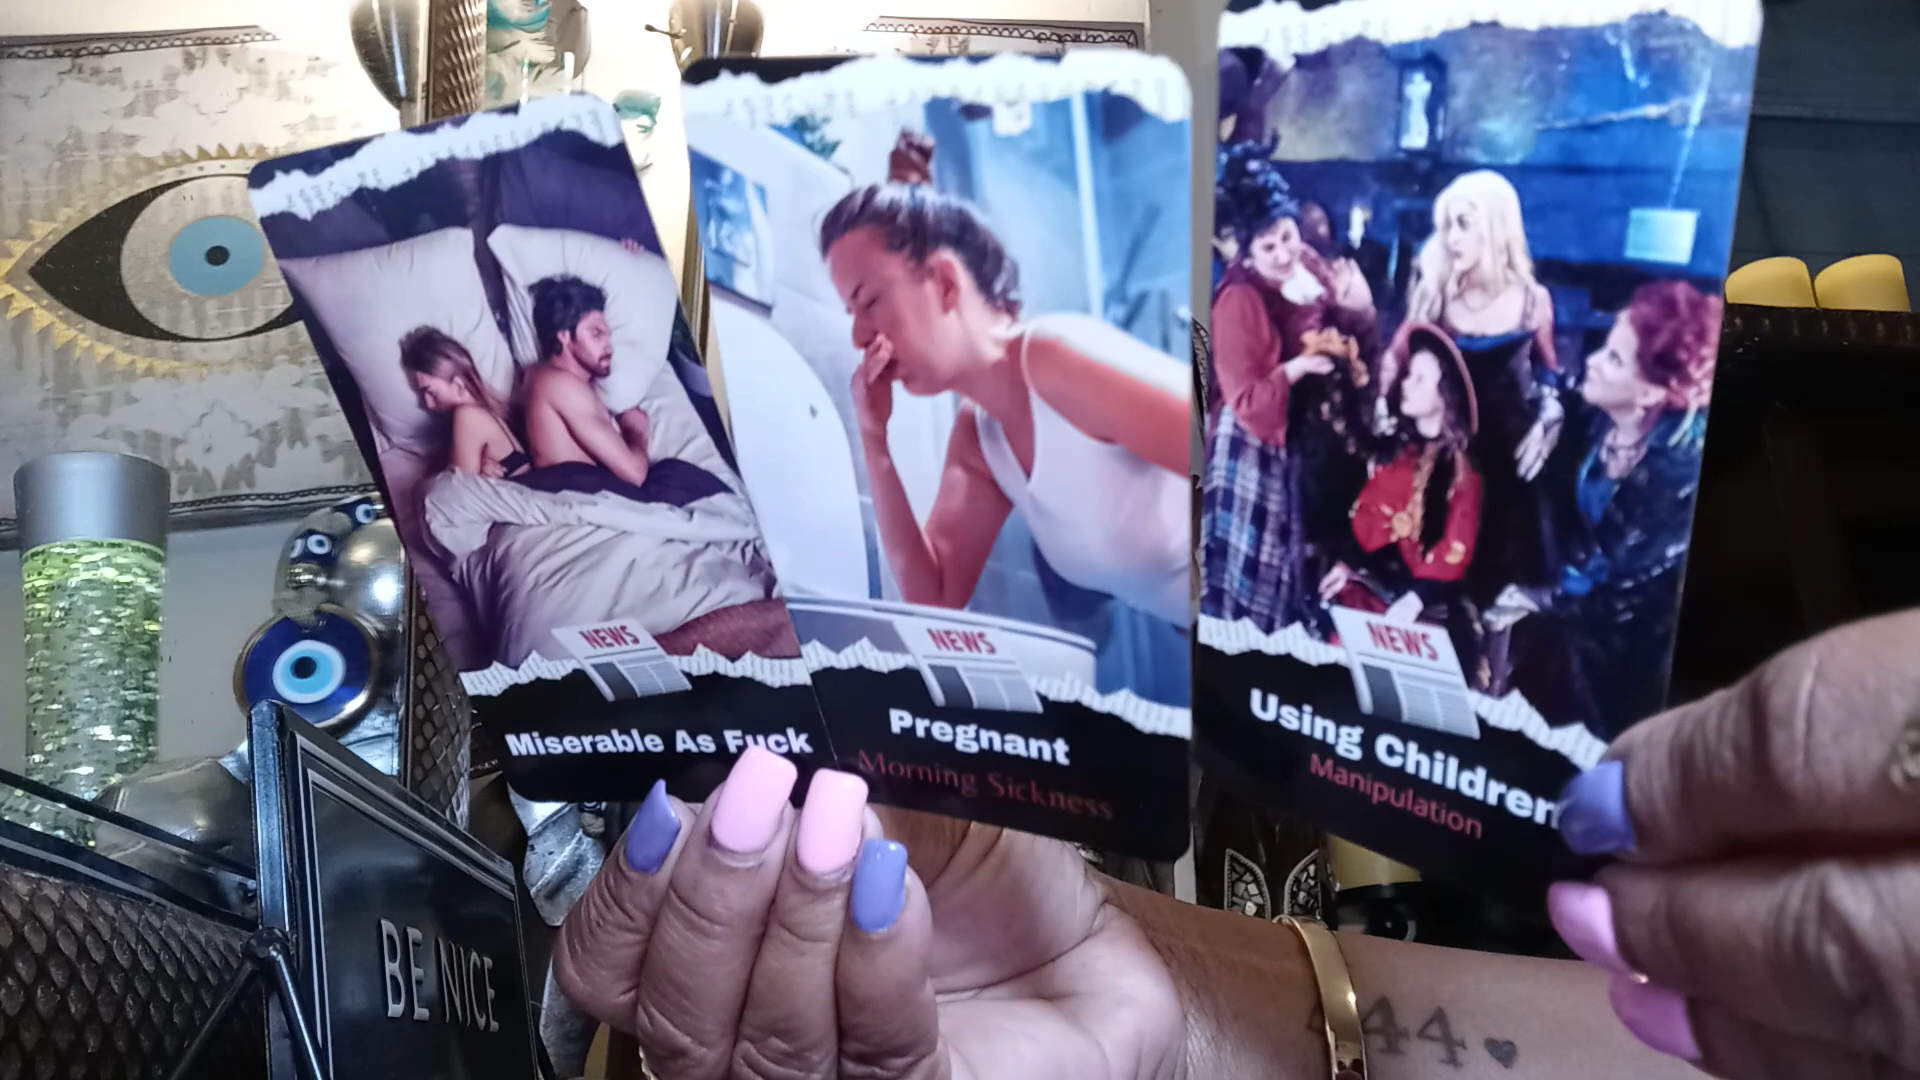 NEWS
Miserable As Fuck
NEWS
Pregnant
Morning Sickness
NEWS
Using Children
Manipulation
BE NICE
444